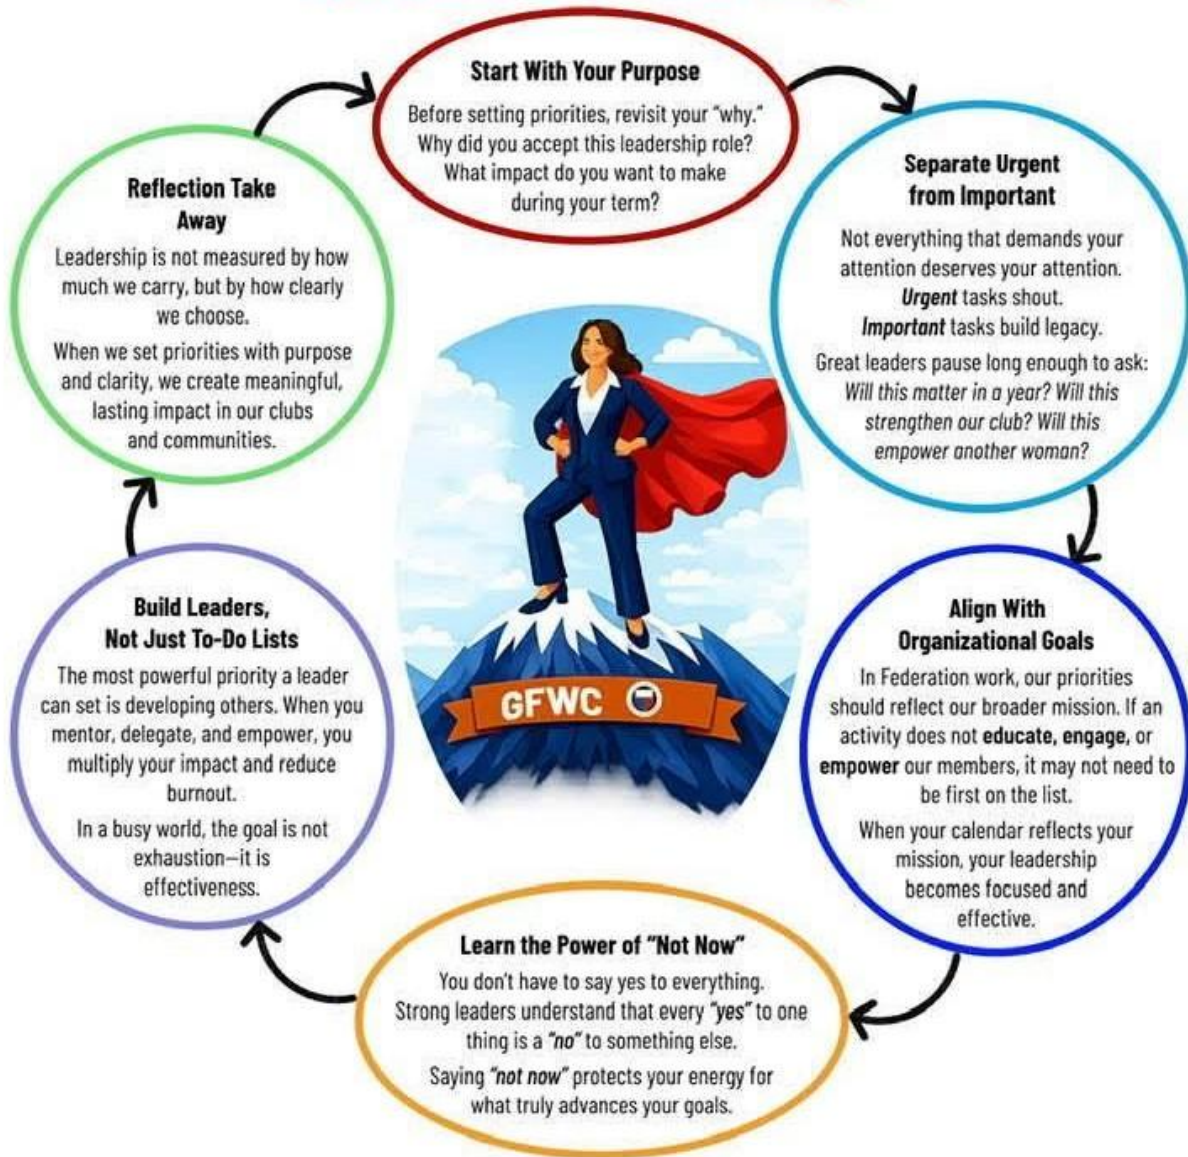 Start With Your Purpose
Before setting priorities, revisit your "why."
Why did you accept this leadership role?
What impact do you want to make
during your term?
Separate Urgent
from Important
Not everything that demands your
attention deserves your attention.
Urgent tasks shout.
Important tasks build legacy.
Great leaders pause long enough to ask:
Will this matter in a year? Will this
strengthen our club? Will this
empower another woman?
Align With
Organizational Goals
In Federation work, our priorities
should reflect our broader mission. If an
activity does not educate, engage, or
empower our members, it may not need to
be first on the list.
When your calendar reflects your
mission, your leadership
becomes focused and
effective.
Learn the Power of "Not Now"
You don't have to say yes to everything.
Strong leaders understand that every "yes" to one
thing is a "no" to something else.
Saying "not now" protects your energy for
what truly advances your goals.
Build Leaders,
Not Just To-Do Lists
The most powerful priority a leader
can set is developing others. When you
mentor, delegate, and empower, you
multiply your impact and reduce
burnout.
In a busy world, the goal is not
exhaustion—it is
effectiveness.
Reflection Take
Away
Leadership is not measured by how
much we carry, but by how clearly
we choose.
When we set priorities with purpose
and clarity, we create meaningful,
lasting impact in our clubs
and communities.
GFWC